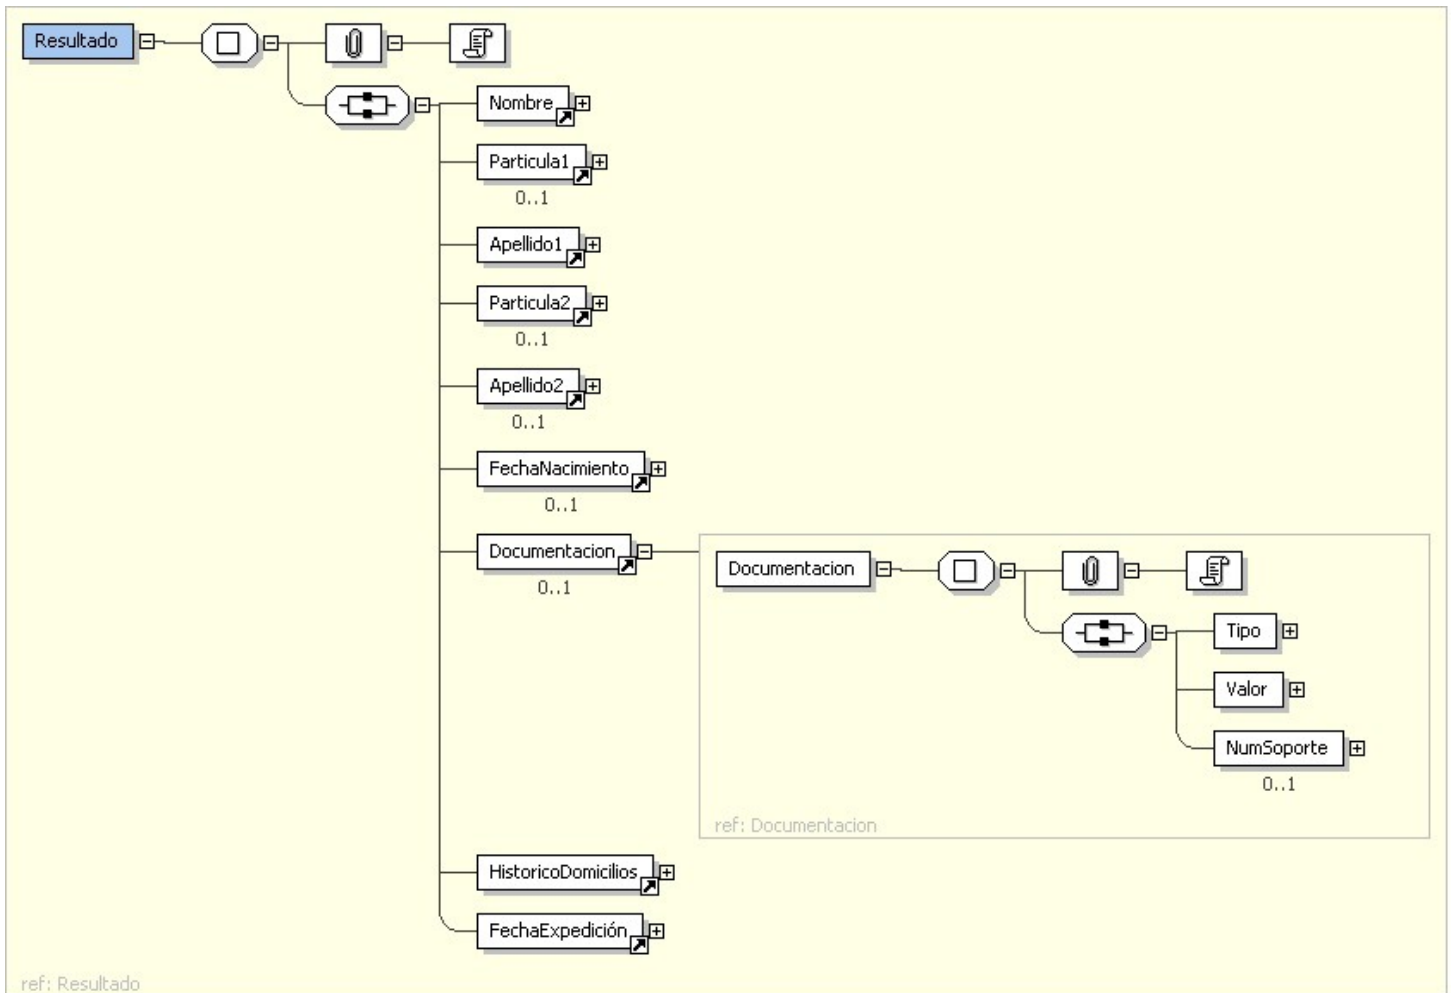 Resultado
Nombre
Particula1
0..1
Apellido1
Particula2
0..1
Apellido2
0..1
FechaNacimiento
0..1
Documentacion
0..1
Documentacion
Tipo
Valor
NumSoporte
0..1
ref: Documentacion
HistoricoDomicilios
FechaExpedición
ref: Resultado